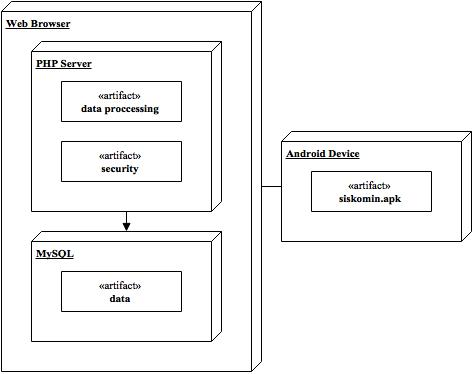 Web Browser
PHP Server
«artifact»
data proccessing
«artifact»
security
MySQL
«artifact»
data
Android Device
«artifact»
siskomin.apk